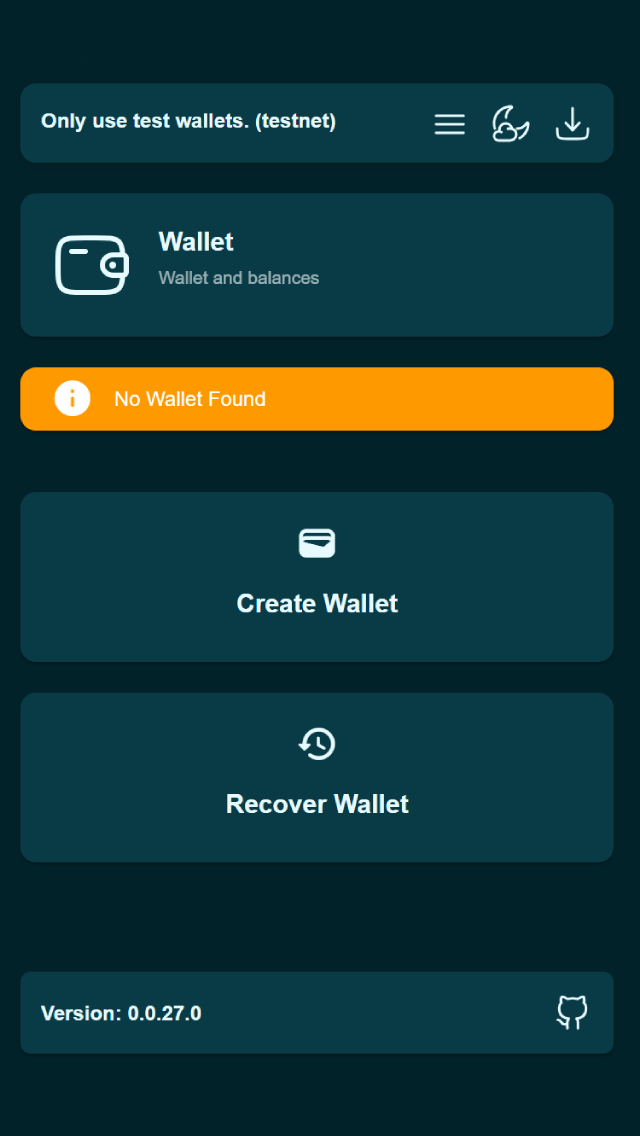 Only use test wallets. (testnet)
Wallet
Wallet and balances
No Wallet Found
Create Wallet
Recover Wallet
Version: 0.0.27.0